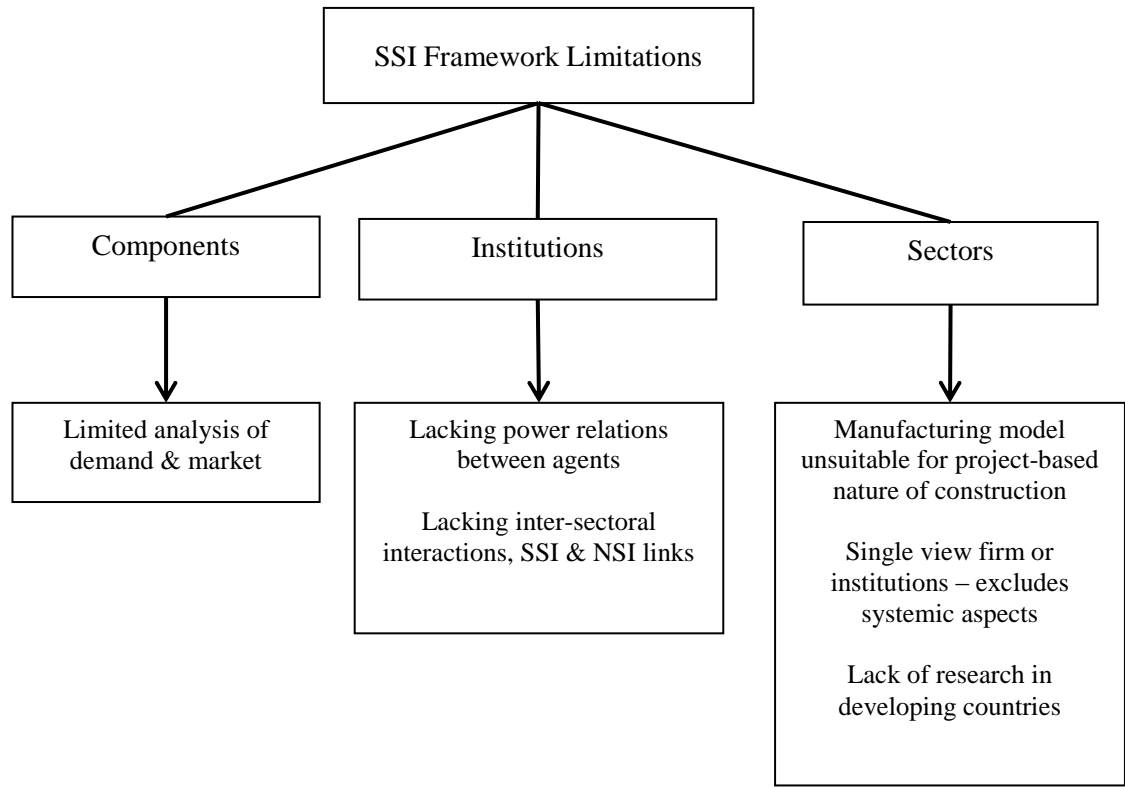 SSI Framework Limitations
Components
Institutions
Sectors
Limited analysis of
demand & market
Lacking power relations
between agents
Lacking inter-sectoral
interactions, SSI & NSI links
Manufacturing model
unsuitable for project-based
nature of construction
Single view firm or
institutions – excludes
systemic aspects
Lack of research in
developing countries